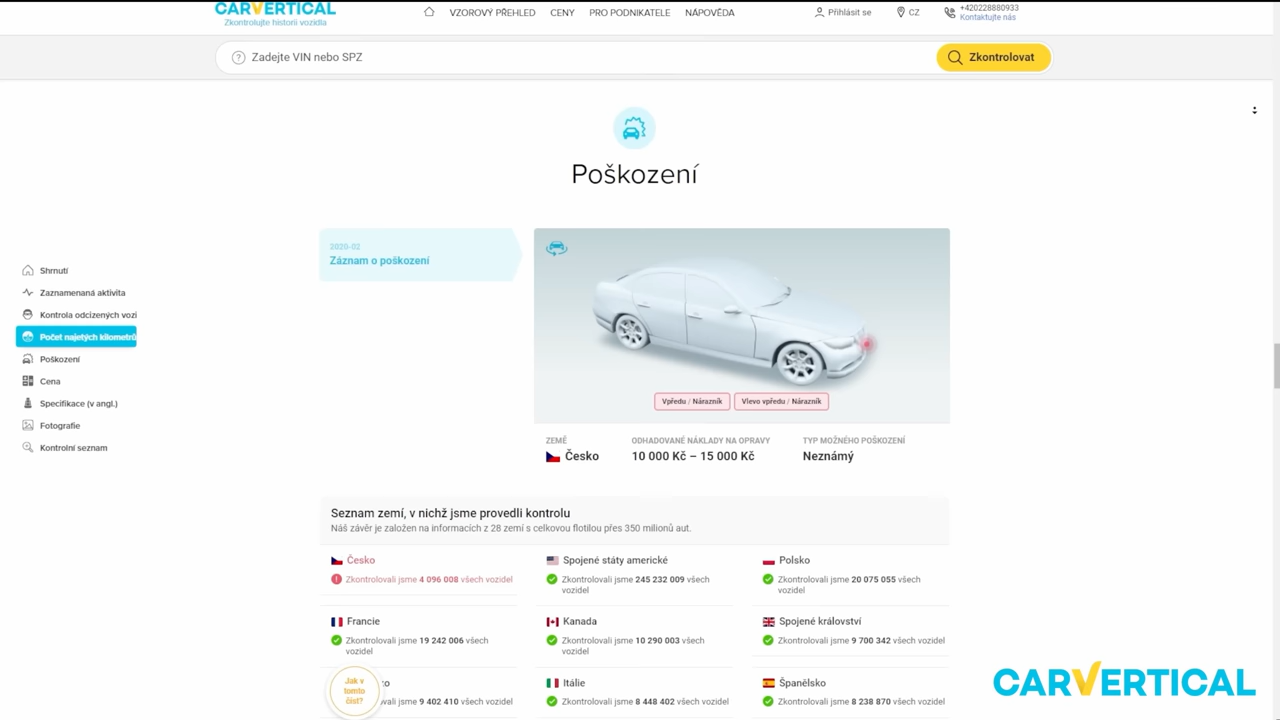 CARVERTICAL
Zkontrolujte historii vozidla
VZOROVÝ PŘEHLED
CENY
PRO PODNIKATELE
NÁPOVĚDA
Přihlásit se
CZ
+420228880933
Kontaktujte nás
Zadejte VIN nebo SPZ
Zkontrolovat
Poškození
2020-02
Záznam o poškození
Shrnutí
Zaznamenaná aktivita
Kontrola odcizených vozi
Počet najetých kilometrů
Poškození
Cena
Specifikace (v angl.)
Fotografie
Kontrolní seznam
Vpředu / Nárazník
Vlevo vpředu / Nárazník
ZEMĚ
Česko
ODHADOVANÉ NÁKLADY NA OPRAVY
10 000 Kč – 15 000 Kč
TYP MOŽNÉHO POŠKOZENÍ
Neznámý
Seznam zemí, v nichž jsme provedli kontrolu
Náš závěr je založen na informacích z 28 zemí s celkovou flotilou přes 350 milionů aut.
Česko
Zkontrolovali jsme 4 096 008 všech vozidel
Spojené státy americké
Zkontrolovali jsme 245 232 009 všech
vozidel
Polsko
Zkontrolovali jsme 20 075 055 všech
vozidel
Francie
Zkontrolovali jsme 19 242 006 všech
vozidel
Kanada
Zkontrolovali jsme 10 290 003 všech
vozidel
Spojené království
Zkontrolovali jsme 9 700 342 všech vozidel
Jak v
tomto
číst?
ko
kontrolovali jsme 9 402 410 všech vozidel
Itálie
Zkontrolovali jsme 8 448 402 všech vozidel
Španělsko
Zkontrolovali jsme 8 238 870 všech vozidel
CARVERTICAL